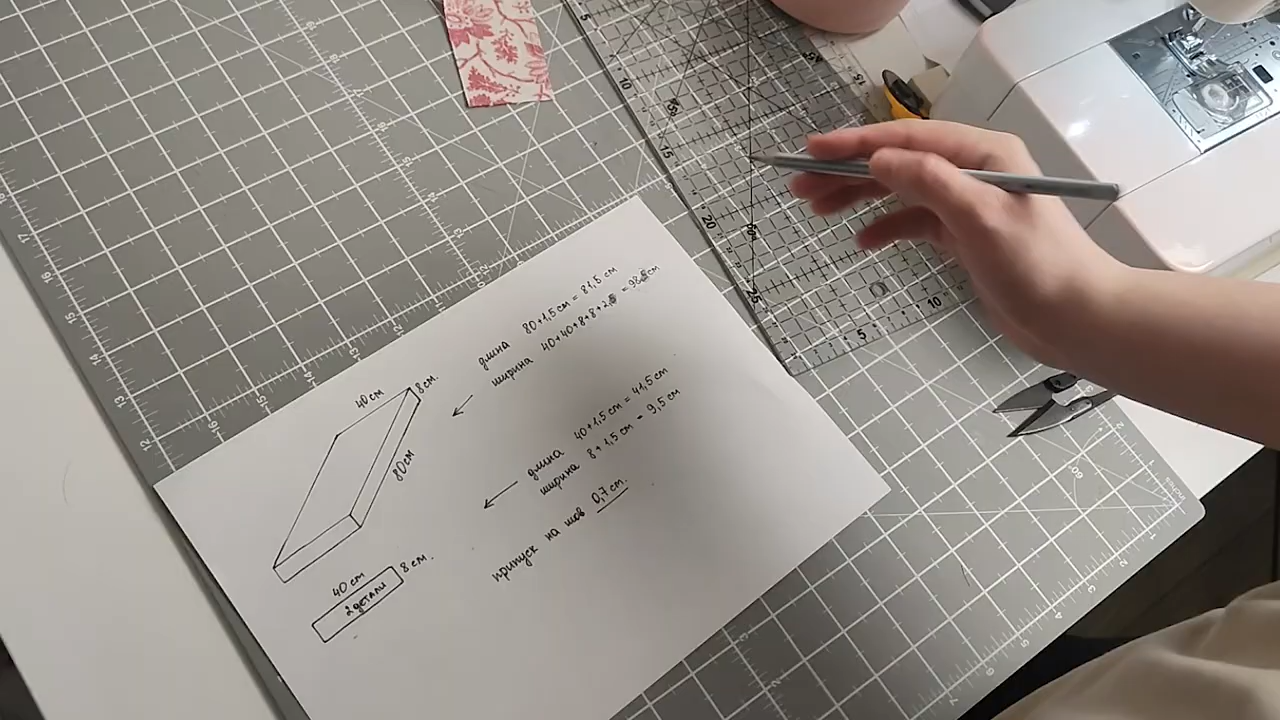 40 см
8 см.
80 см
длина 80+1,5 см = 81,5 см
ширина 40+40+8+8+2, = 98 см
длина 40+1,5 см = 41,5 см
ширина 8+1,5 см = 9,5 см
припуск на шов 0,7 см.
40 см
8 см.
2 детали